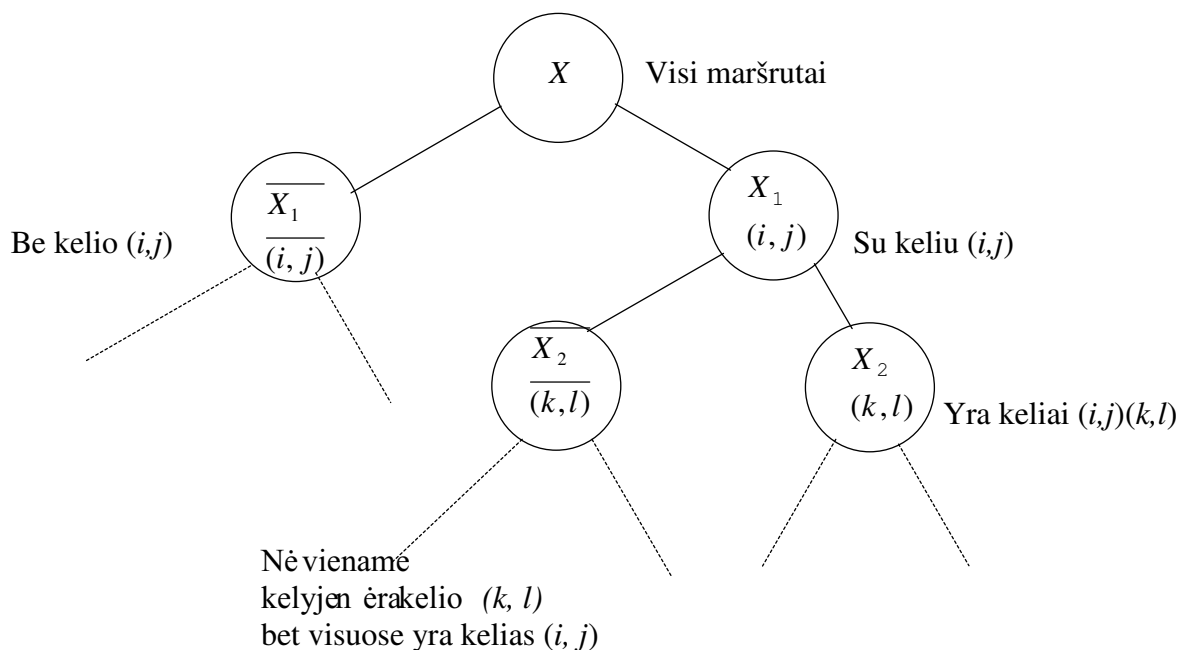 X
Visi maršrutai
X₁
(i, j)
Be kelio (i,j)
X₁
(i, j)
Su keliu (i,j)
X₂
(k, l)
X₂
(k, l)
Yra keliai (i,j)(k,l)
Nė viename
kelyjen ėrakelio (k, l)
bet visuose yra kelias (i, j)